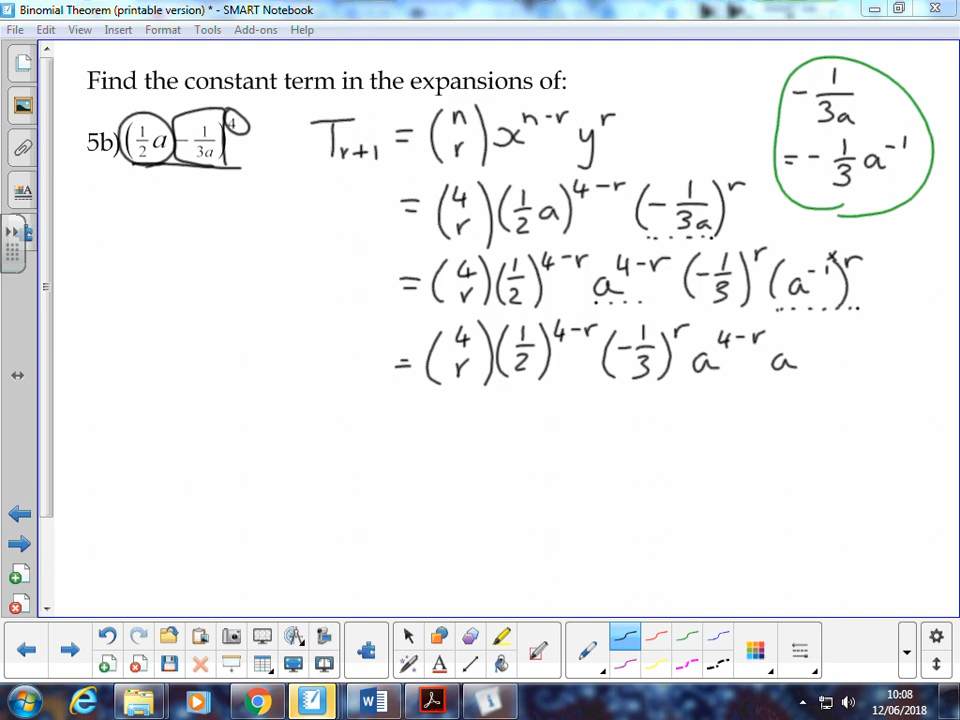 Binomial Theorem (printable version) * - SMART Notebook
File Edit View Insert Format Tools Add-ons Help
Find the constant term in the expansions of:
5b) (1/2 a − 1/3a)^4
T_{r+1} = (n r) x^{n-r} y^r
= (4 r) (1/2 a)^{4-r} (- 1/3a)^r
= (4 r) (1/2)^{4-r} a^{4-r} (-1/3)^r (a^{-1})^r
= (4 r) (1/2)^{4-r} (-1/3)^r a^{4-r} a
- 1/3a
= - 1/3 a^{-1}
10:08
12/06/2018